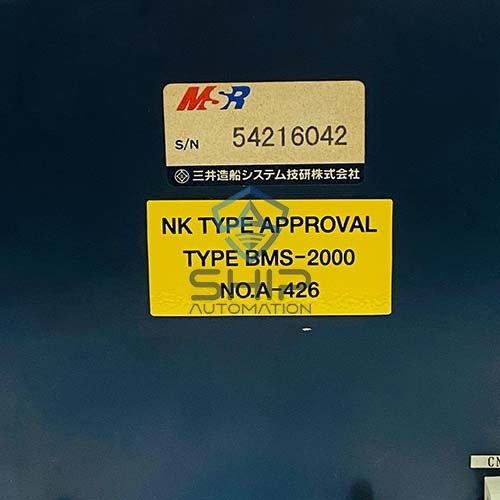 MSR
S/N 54216042
三井造船システム技研株式会社
NK TYPE APPROVAL
TYPE BMS-2000
NO.A-426
SHIP
AUTOMATION
CN